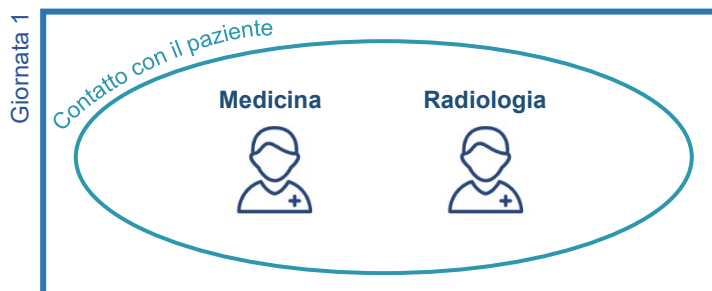 Giornata 1
Contatto con il paziente
Medicina
Radiologia